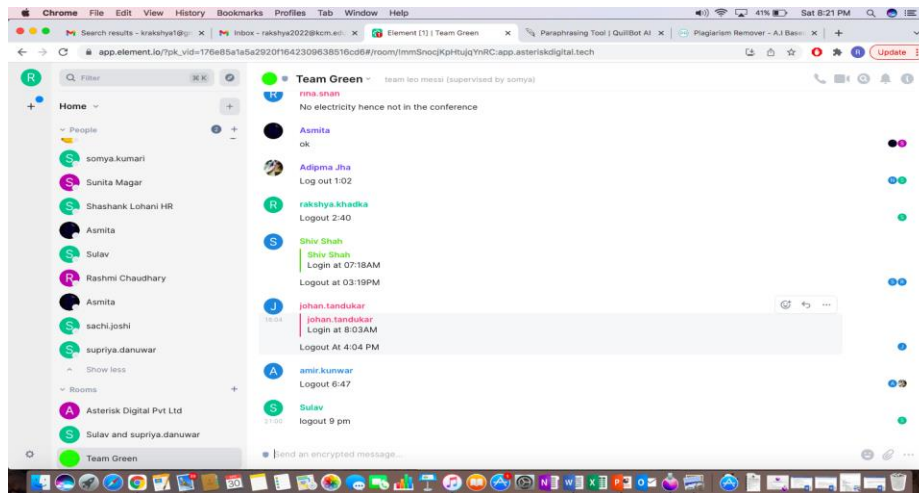 Chrome File Edit View History Bookmarks Profiles Tab Window Help
41% Sat 8:21 PM
Search results - krakshya1@g
Inbox - rakshya2022@kcm.ed
Element [1] | Team Green
Paraphrasing Tool | QuillBot AI
Plagiarism Remover - A.I Base
app.element.io/?pk_vid=176e85a1a5a2920f1642309638516cd6#/room/!mmSnocjKpHtujqYnRC:app.asteriskdigital.tech
Update
R
Filter
⌘K
Team Green
team leo messi (supervised by somya)
Home
People
somya.kumari
Sunita Magar
Shashank Lohani HR
Asmita
Sulav
Rashmi Chaudhary
Asmita
sachi.joshi
supriya.danuwar
Show less
Rooms
Asterisk Digital Pvt Ltd
Sulav and supriya.danuwar
Team Green
rina.shah
No electricity hence not in the conference
Asmita
ok
Adipma Jha
Log out 1:02
rakshya.khadka
Logout 2:40
Shiv Shah
Shiv Shah
Login at 07:18AM
Logout at 03:19PM
johan.tandukar
johan.tandukar
Login at 8:03AM
Logout At 4:04 PM
amir.kunwar
Logout 6:47
Sulav
21:00
logout 9 pm
Send an encrypted message...